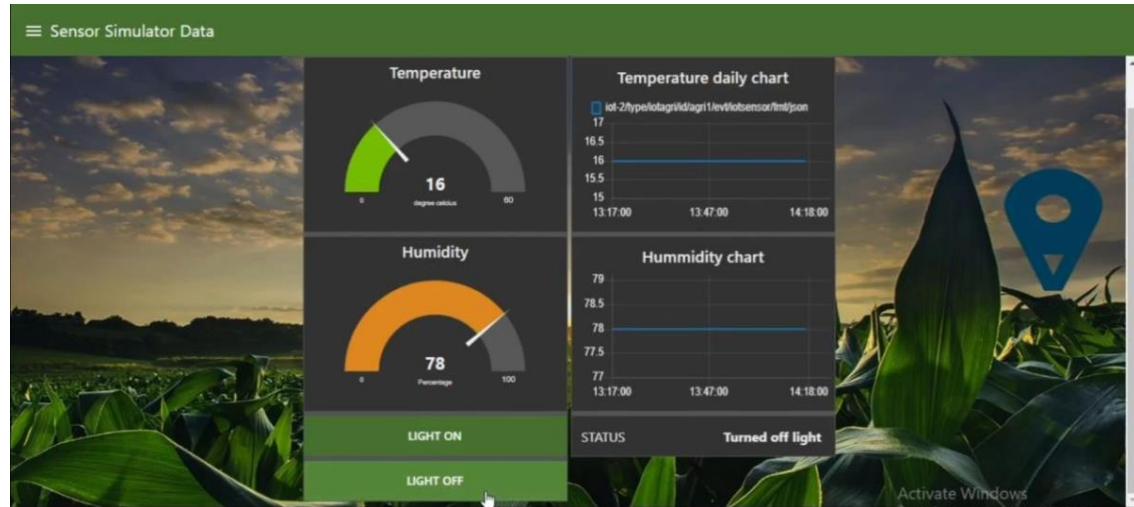 Sensor Simulator Data
Temperature
16
degree celcius
0
60
Temperature daily chart
iot-2/type/iotagri/id/agri1/evt/iotsensor/fmt/json
17
16.5
16
15.5
15
13:17:00 13:47:00 14:18:00
Humidity
78
Percentage
0
100
Hummidity chart
79
78.5
78
77.5
77
13:17:00 13:47:00 14:18:00
LIGHT ON
STATUS Turned off light
LIGHT OFF
Activate Windows